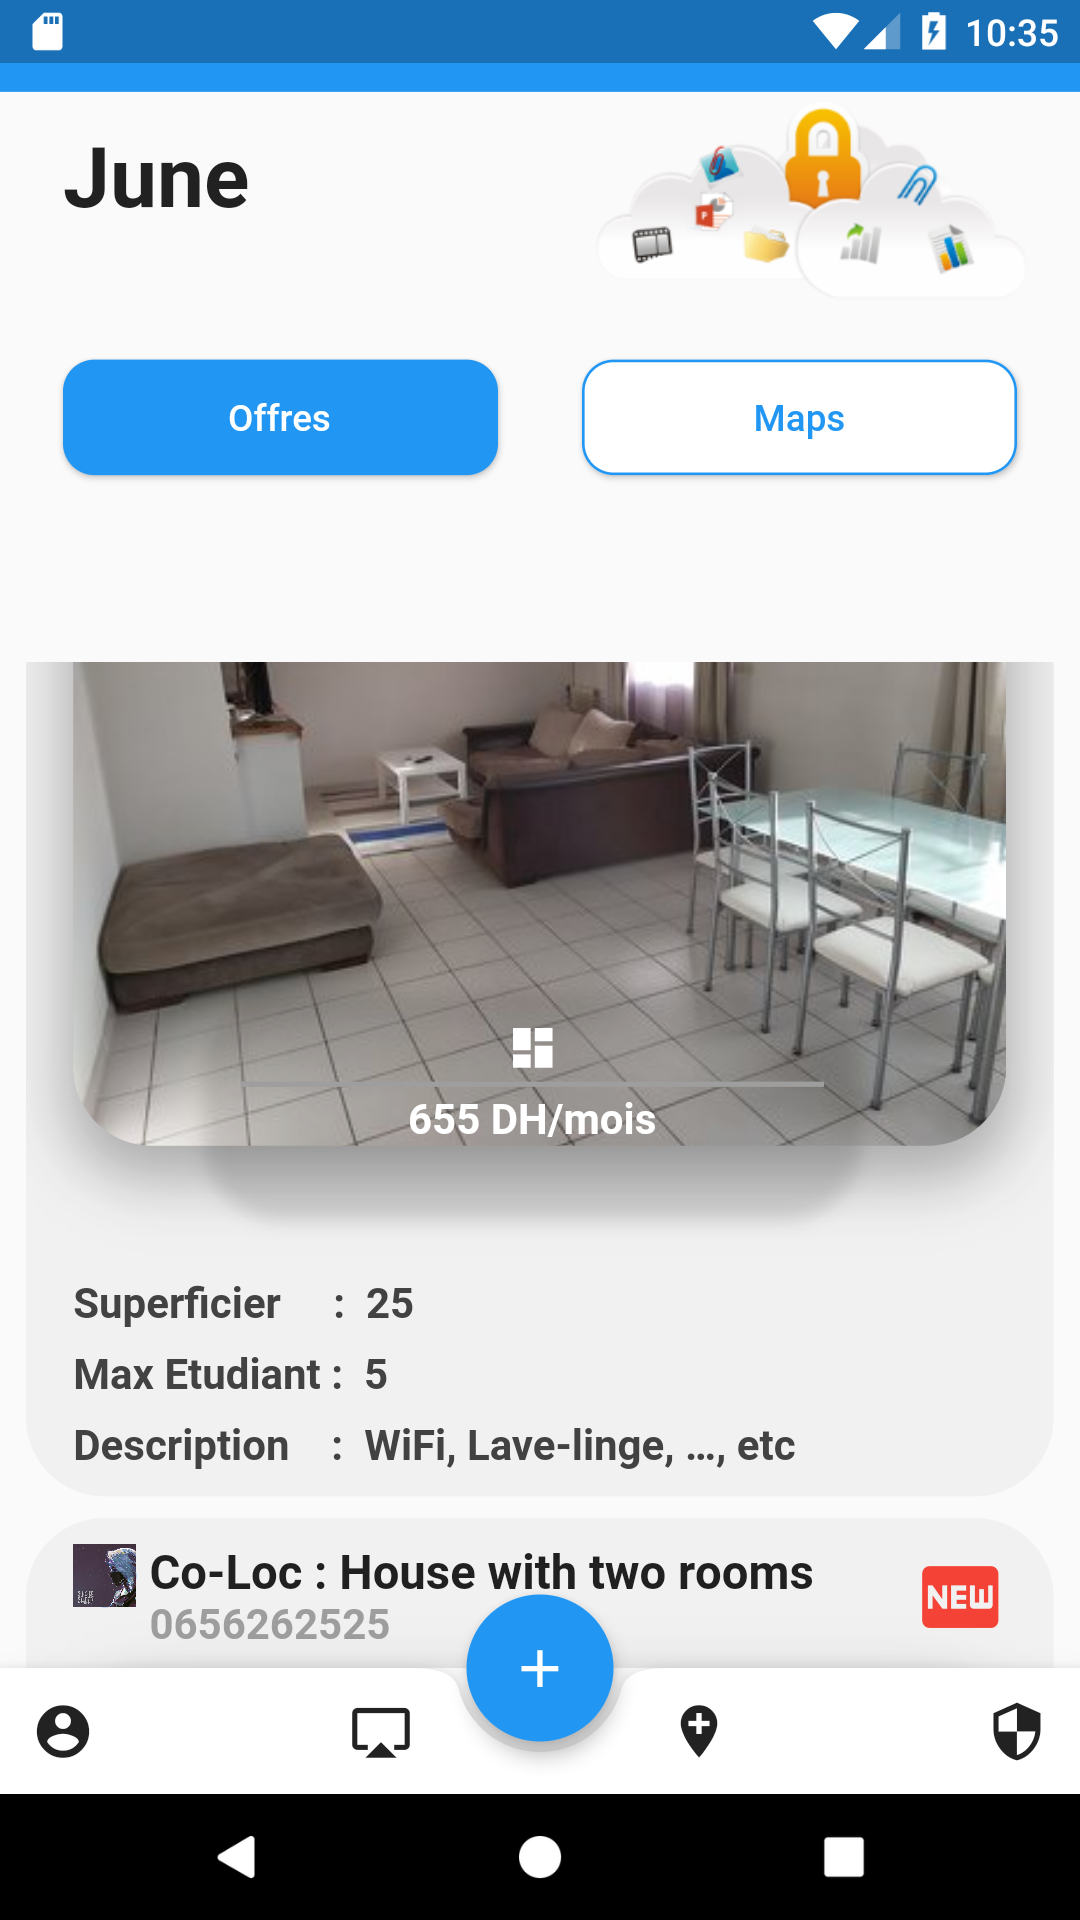 10:35
June
Offres
Maps
655 DH/mois
Superficier : 25
Max Etudiant : 5
Description : WiFi, Lave-linge, ..., etc
Co-Loc : House with two rooms
NEW
0656262525